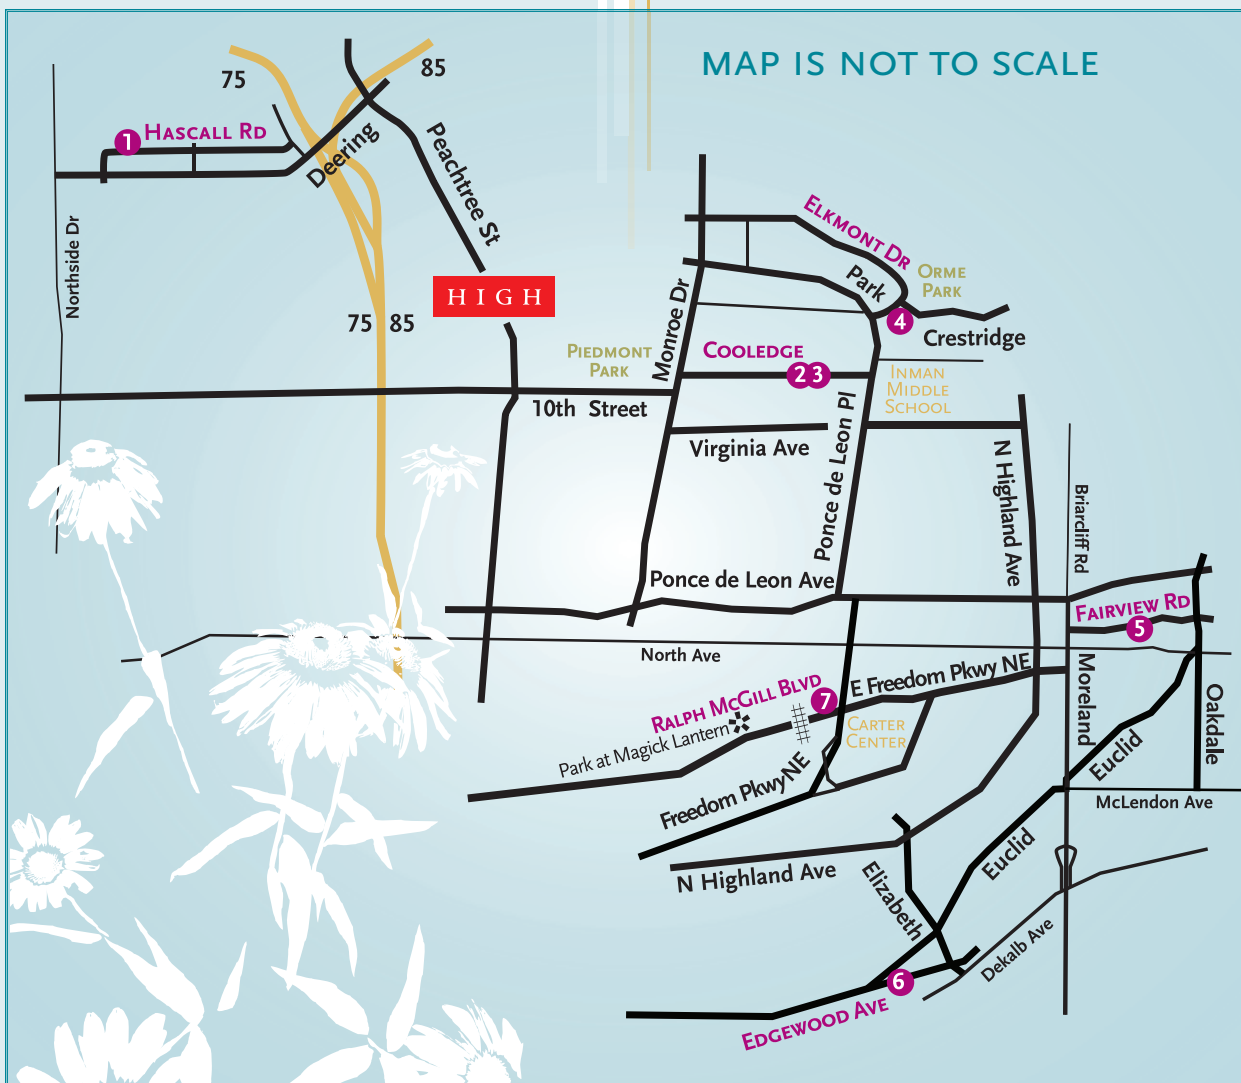 MAP IS NOT TO SCALE
75
85
1
HASCALL RD
Deering
Peachtree St
Northside Dr
HIGH
75
85
ELKMONT DR
Park
ORME
PARK
4
Crestridge
Monroe Dr
PIEDMONT
PARK
COOLEDGE
2 3
INMAN
MIDDLE
SCHOOL
10th Street
Virginia Ave
Ponce de Leon Pl
N Highland Ave
Briardiff Rd
Ponce de Leon Ave
FAIRVIEW RD
5
North Ave
Moreland
Oakdale
RALPH MCGILL BLVD
7
E Freedom Pkwy NE
Park at Magick Lantern
CARTER
CENTER
Freedom Pkwy NE
Euclid
McLendon Ave
N Highland Ave
Elizabeth
Euclid
Dekalb Ave
6
EDGEWOOD AVE